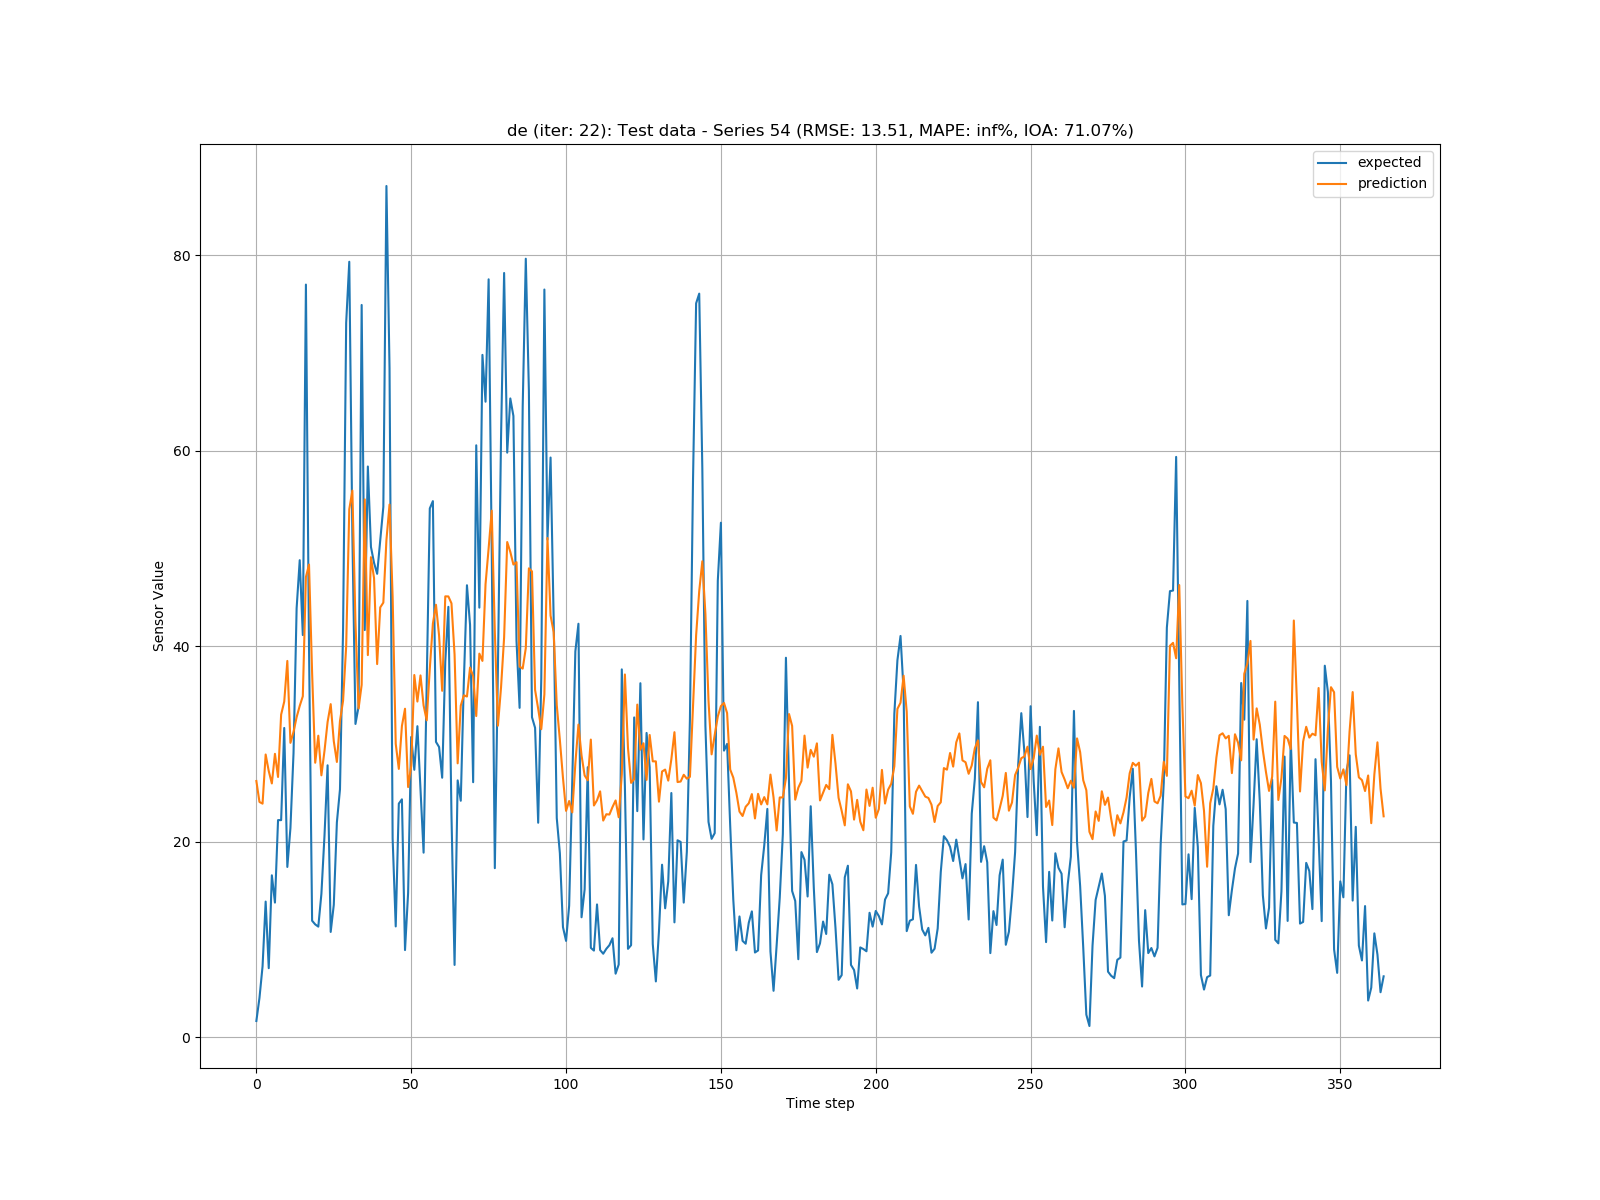 de (iter: 22): Test data - Series 54 (RMSE: 13.51, MAPE: inf%, IOA: 71.07%)
expected
prediction
80
60
40
20
0
Sensor Value
0 50 100 150 200 250 300 350
Time step